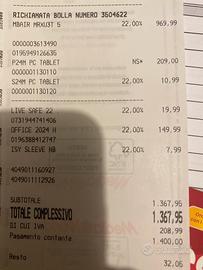 RICHIAMATA BOLLA NUMERO 3504622
MBAIR MRXU3T 5 22,00% 969,99
0000003613490
0195949126635
P24M PC TABLET NS* 209,00
0000001130110
S24M PC TABLET 22,00% 10,99
0000001130120
LIVE SAFE 22 22,00% 19,99
0731944741406
OFFICE 2024 H 22,00% 149,99
0196388412747
ISY SLEEVE NB 22,00% 7,99
4049011160927
4049011112926
SUBTOTALE 1.367,95
TOTALE COMPLESSIVO 1.367,95
DI CUI IVA 208,99
Pagamento contante 1.400,00
Resto 32,05